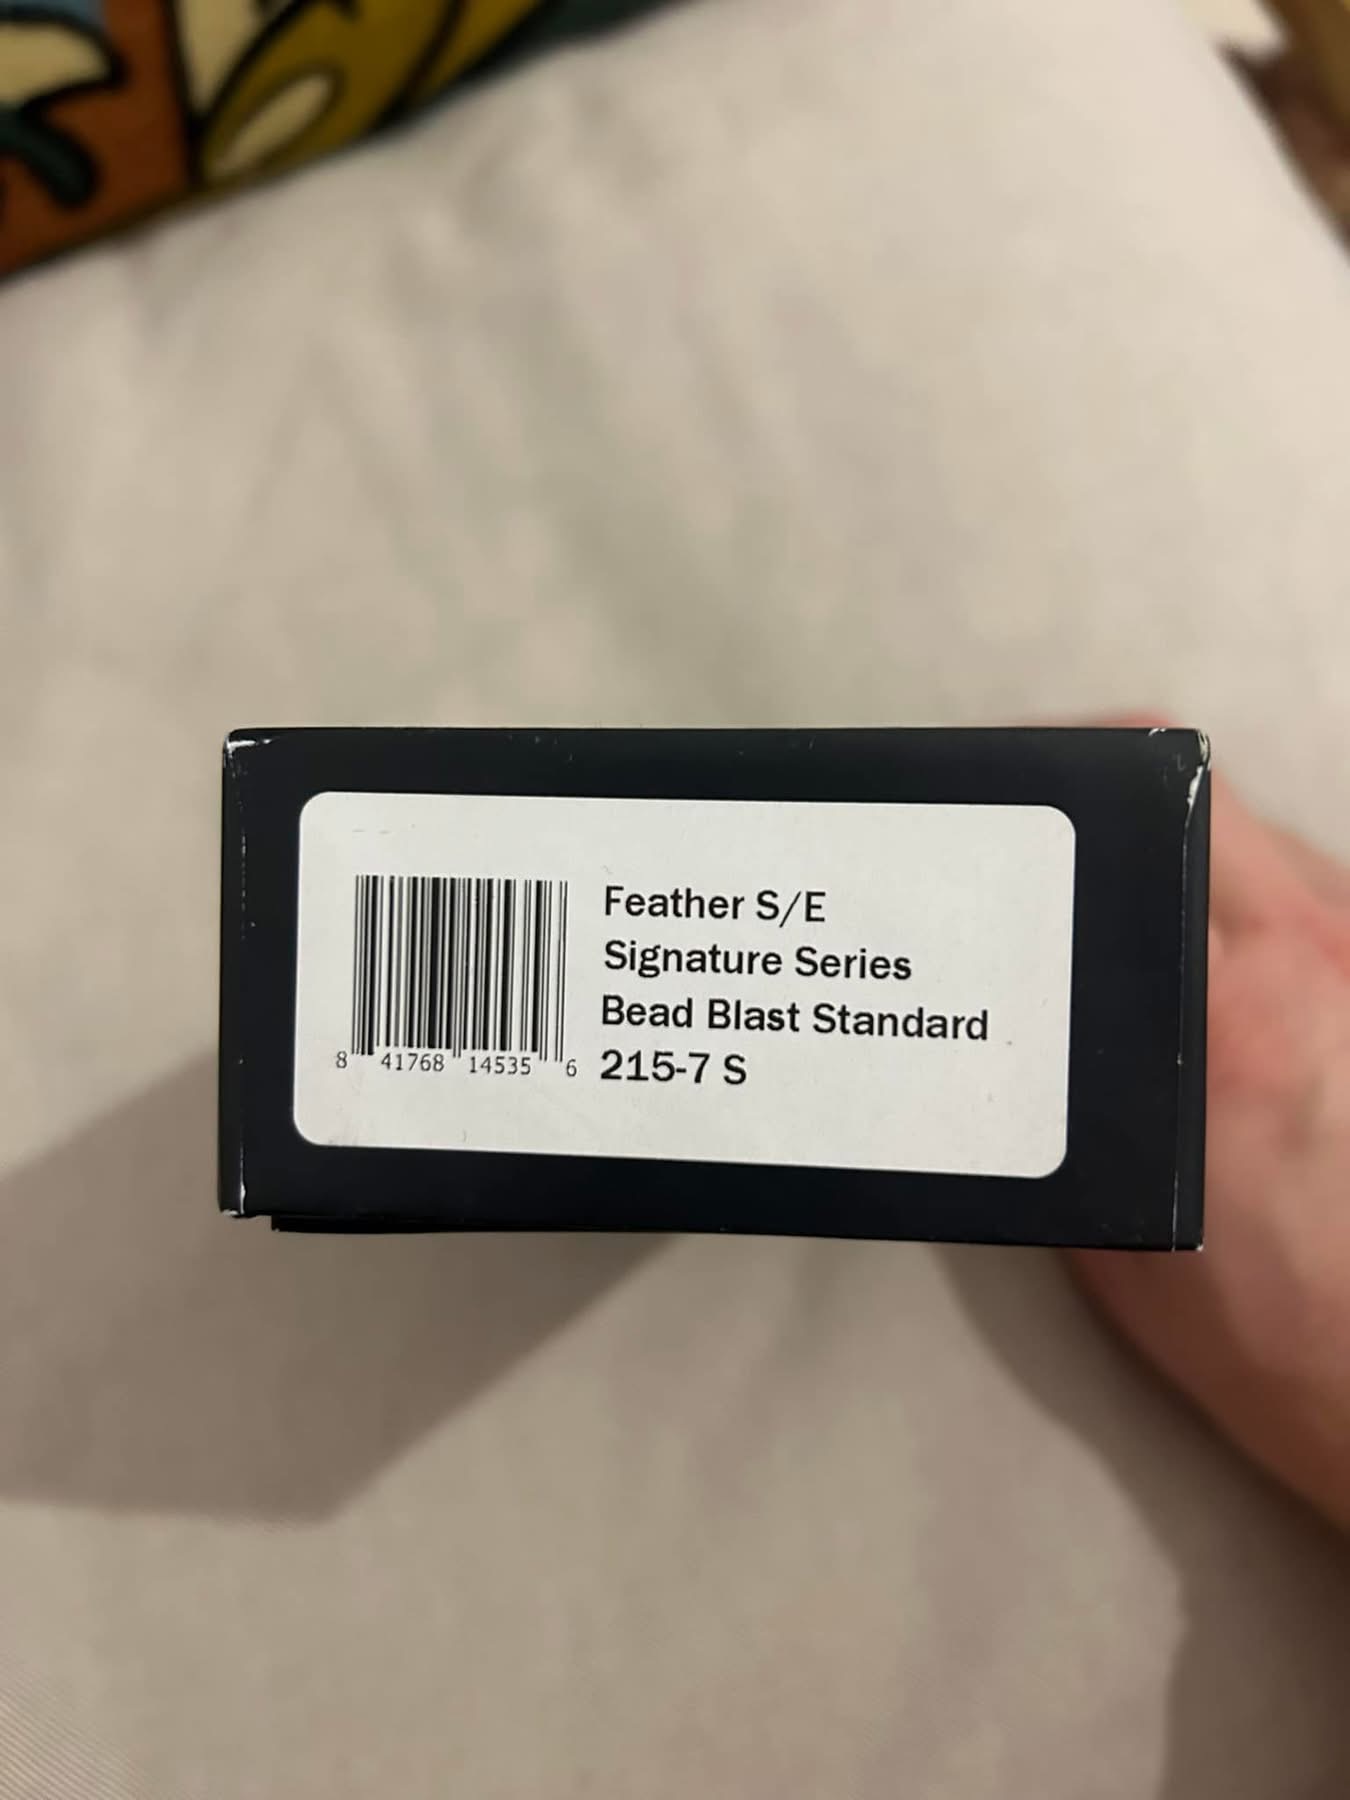 Feather S/E
Signature Series
Bead Blast Standard
215-7 S
8 41768 14535 6